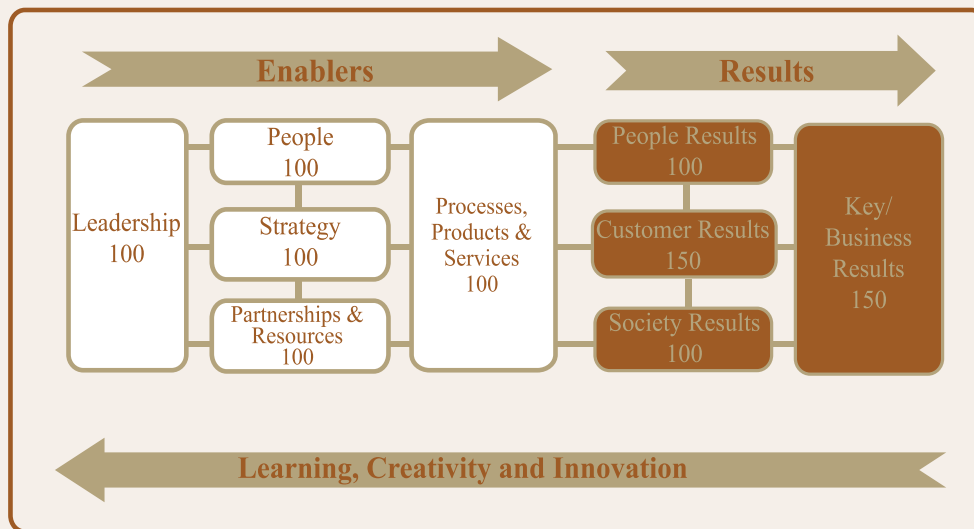 Enablers
Results
Leadership
100
People
100
Strategy
100
Partnerships &
Resources
100
Processes,
Products &
Services
100
People Results
100
Customer Results
150
Society Results
100
Key/
Business
Results
150
Learning, Creativity and Innovation